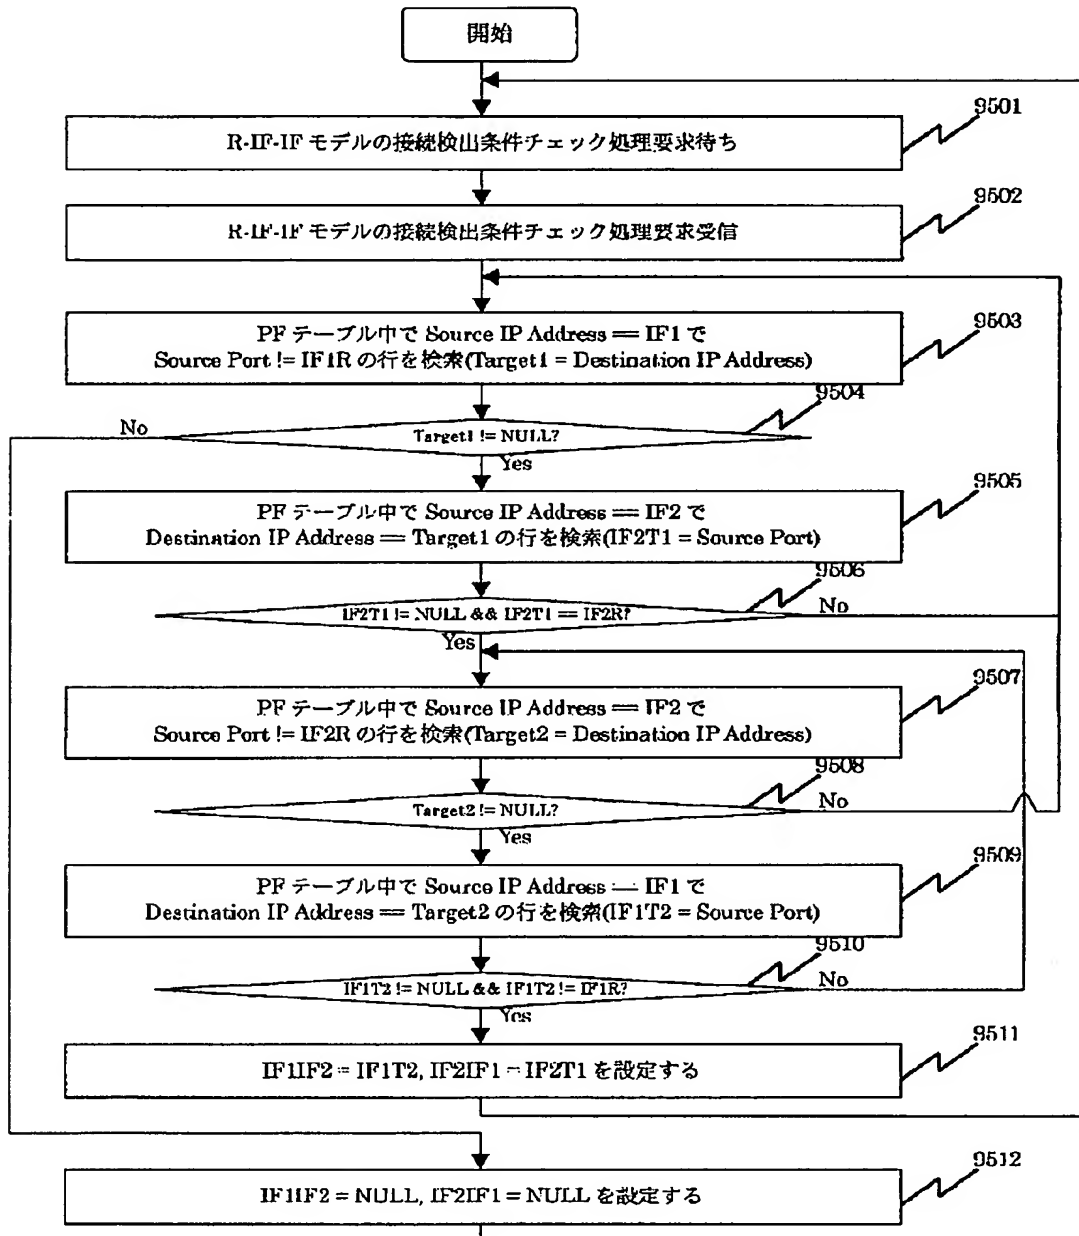 開始
9501
R-IF-IF モデルの接続検出条件チェック処理要求待ち
9502
R-IF-IF モデルの接続検出条件チェック処理要求受信
9503
PF テーブル中で Source IP Address == IF1 で
Source Port != IF1R の行を検索(Target1 = Destination IP Address)
9504
No
Target1 != NULL?
Yes
9505
PF テーブル中で Source IP Address == IF2 で
Destination IP Address == Target1 の行を検索(IF2T1 = Source Port)
9506
IF2T1 != NULL && IF2T1 == IF2R?
No
Yes
9507
PF テーブル中で Source IP Address == IF2 で
Source Port != IF2R の行を検索(Target2 = Destination IP Address)
9508
Target2 != NULL?
No
Yes
9509
PF テーブル中で Source IP Address == IF1 で
Destination IP Address == Target2 の行を検索(IF1T2 = Source Port)
9510
IF1T2 != NULL && IF1T2 != IF1R?
No
Yes
9511
IF1IF2 = IF1T2, IF2IF1 = IF2T1 を設定する
9512
IF1IF2 = NULL, IF2IF1 = NULL を設定する